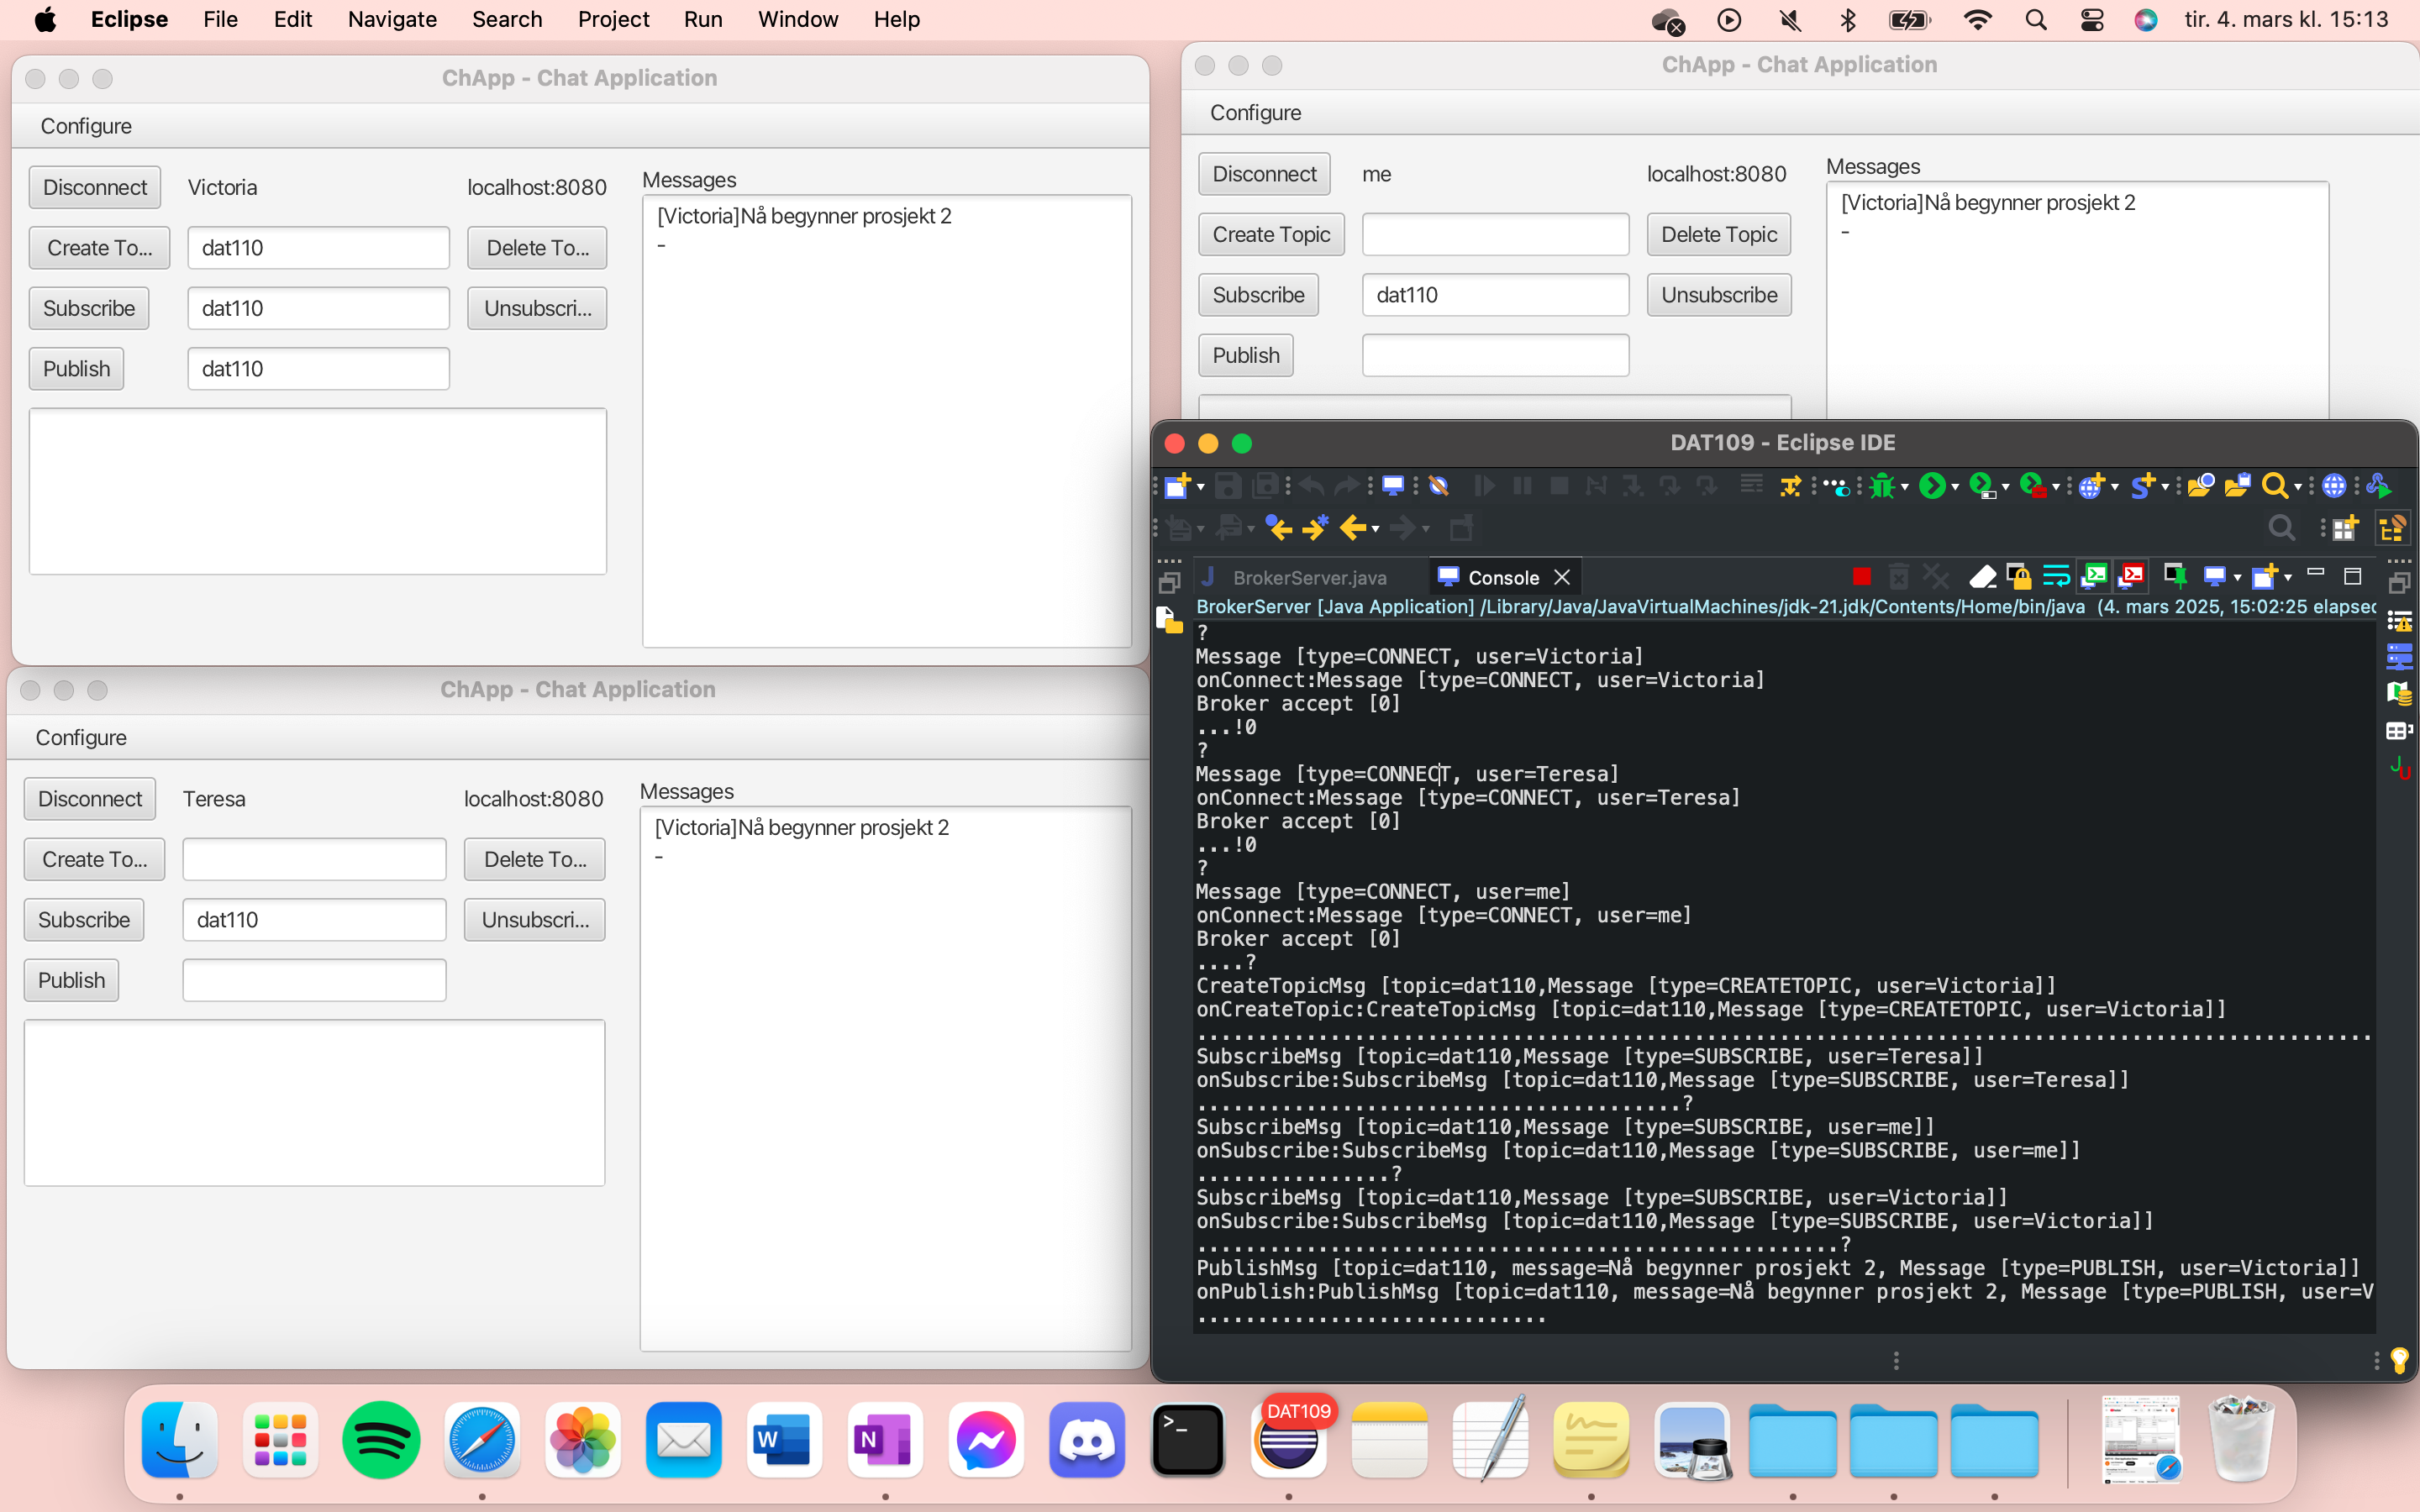 Eclipse File Edit Navigate Search Project Run Window Help tir. 4. mars kl. 15:13
ChApp - Chat Application
Configure
Disconnect Victoria localhost:8080
Create To... dat110 Delete To...
Subscribe dat110 Unsubscri...
Publish dat110
Messages
[Victoria]Nå begynner prosjekt 2
-
ChApp - Chat Application
Configure
Disconnect me localhost:8080
Create Topic Delete Topic
Subscribe dat110 Unsubscribe
Publish
Messages
[Victoria]Nå begynner prosjekt 2
-
ChApp - Chat Application
Configure
Disconnect Teresa localhost:8080
Create To... Delete To...
Subscribe dat110 Unsubscri...
Publish
Messages
[Victoria]Nå begynner prosjekt 2
-
DAT109 - Eclipse IDE
BrokerServer.java Console
BrokerServer [Java Application] /Library/Java/JavaVirtualMachines/jdk-21.jdk/Contents/Home/bin/java (4. mars 2025, 15:02:25 elapsed
?
Message [type=CONNECT, user=Victoria]
onConnect:Message [type=CONNECT, user=Victoria]
Broker accept [0]
...!0
?
Message [type=CONNECT, user=Teresa]
onConnect:Message [type=CONNECT, user=Teresa]
Broker accept [0]
...!0
?
Message [type=CONNECT, user=me]
onConnect:Message [type=CONNECT, user=me]
Broker accept [0]
....?
CreateTopicMsg [topic=dat110,Message [type=CREATETOPIC, user=Victoria]]
onCreateTopic:CreateTopicMsg [topic=dat110,Message [type=CREATETOPIC, user=Victoria]]
.................................................................................................
SubscribeMsg [topic=dat110,Message [type=SUBSCRIBE, user=Teresa]]
onSubscribe:SubscribeMsg [topic=dat110,Message [type=SUBSCRIBE, user=Teresa]]
........................................?
SubscribeMsg [topic=dat110,Message [type=SUBSCRIBE, user=me]]
onSubscribe:SubscribeMsg [topic=dat110,Message [type=SUBSCRIBE, user=me]]
................?
SubscribeMsg [topic=dat110,Message [type=SUBSCRIBE, user=Victoria]]
onSubscribe:SubscribeMsg [topic=dat110,Message [type=SUBSCRIBE, user=Victoria]]
.....................................................?
PublishMsg [topic=dat110, message=Nå begynner prosjekt 2, Message [type=PUBLISH, user=Victoria]]
onPublish:PublishMsg [topic=dat110, message=Nå begynner prosjekt 2, Message [type=PUBLISH, user=V
.............................
DAT109